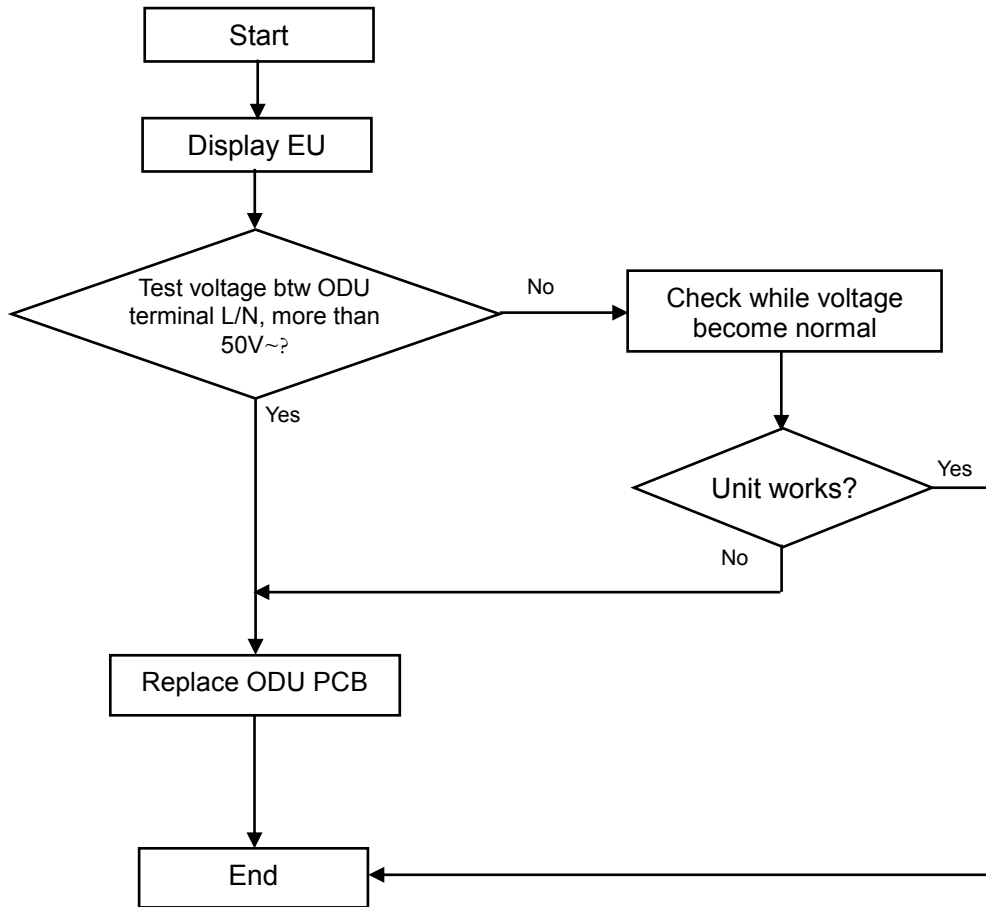 Start
Display EU
Test voltage btw ODU
terminal L/N, more than
50V~?
No
Check while voltage
become normal
Yes
Unit works?
Yes
No
Replace ODU PCB
End